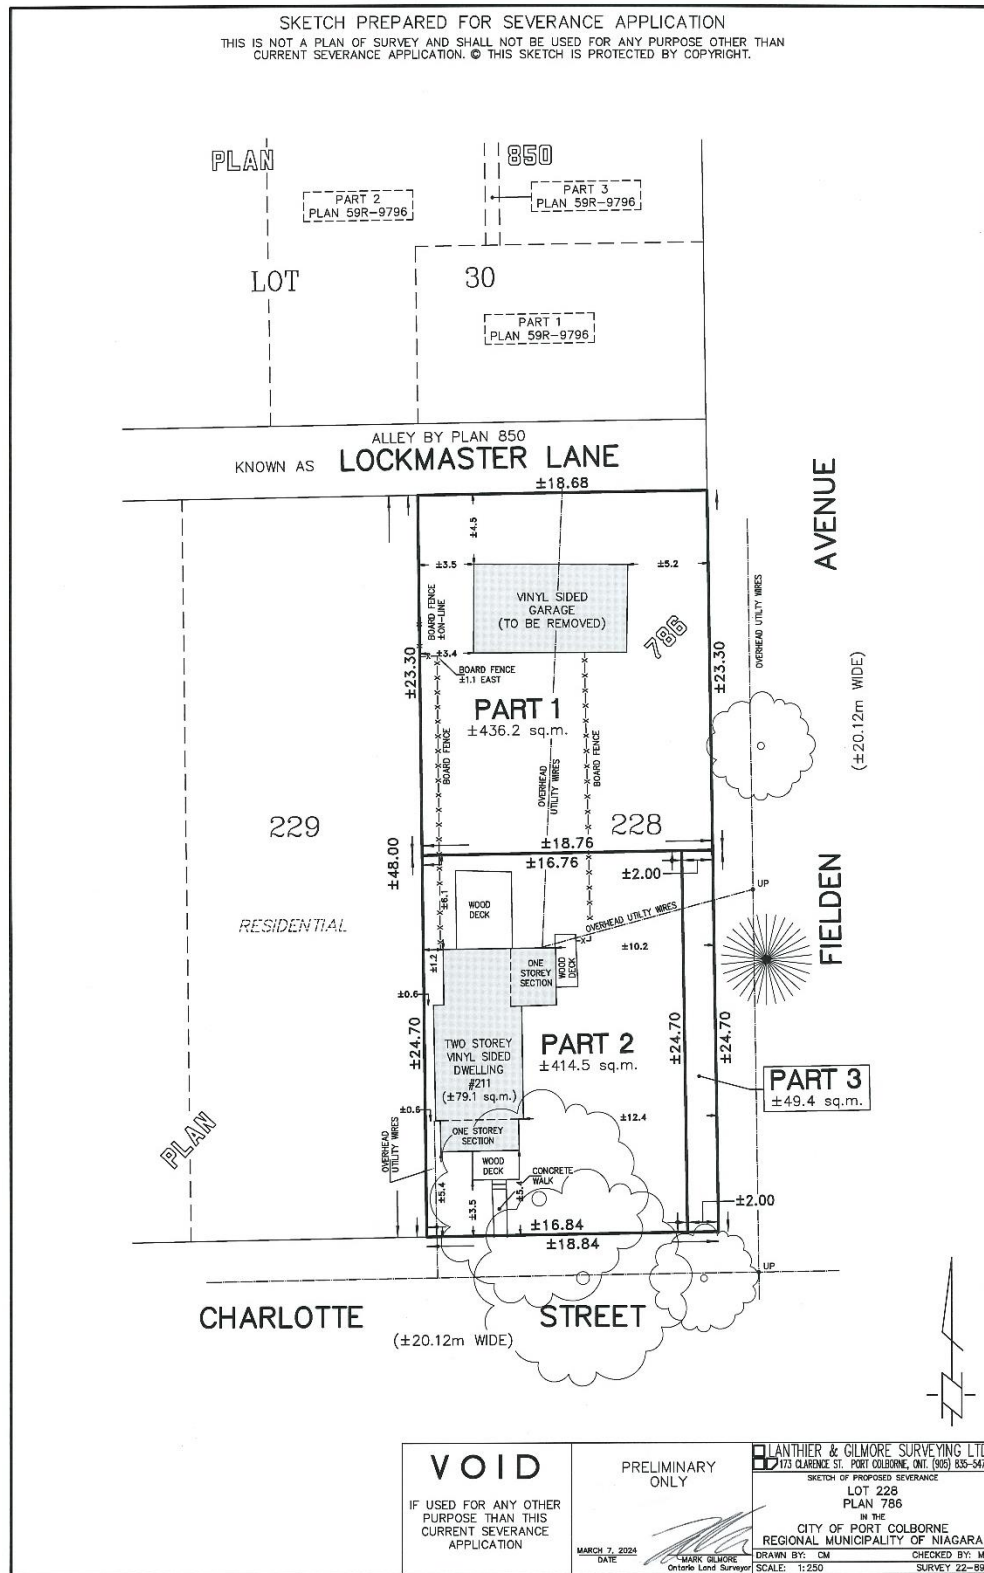 SKETCH PREPARED FOR SEVERANCE APPLICATION
THIS IS NOT A PLAN OF SURVEY AND SHALL NOT BE USED FOR ANY PURPOSE OTHER THAN
CURRENT SEVERANCE APPLICATION. © THIS SKETCH IS PROTECTED BY COPYRIGHT.
PLAN
850
PART 2
PLAN 59R-9796
PART 3
PLAN 59R-9796
LOT
30
PART 1
PLAN 59R-9796
ALLEY BY PLAN 850
KNOWN AS LOCKMASTER LANE
±18.68
±4.5
±3.5
±5.2
BOARD FENCE
±ON-LINE
VINYL SIDED
GARAGE
(TO BE REMOVED)
786
±3.4
BOARD FENCE
±1.1 EAST
±23.30
±23.30
OVERHEAD UTILITY WIRES
AVENUE
(±20.12m WIDE)
PART 1
±436.2 sq.m.
BOARD FENCE
OVERHEAD
UTILITY WIRES
BOARD FENCE
229
228
±48.00
±18.76
±16.76
±2.00
UP
RESIDENTIAL
±6.1
WOOD
DECK
OVERHEAD UTILTY WIRES
±10.2
FIELDEN
±1.2
ONE
STOREY
SECTION
WOOD
DECK
±0.6
±24.70
TWO STOREY
VINYL SIDED
DWELLING
#211
(±79.1 sq.m.)
PART 2
±414.5 sq.m.
±24.70
±24.70
PART 3
±49.4 sq.m.
±0.6
±12.4
PLAN
OVERHEAD
UTILITY WIRES
ONE STOREY
SECTION
WOOD
DECK
CONCRETE
WALK
±5.4
±3.5
±5.4
±2.00
±16.84
±18.84
UP
CHARLOTTE STREET
(±20.12m WIDE)
VOID
IF USED FOR ANY OTHER
PURPOSE THAN THIS
CURRENT SEVERANCE
APPLICATION
PRELIMINARY
ONLY
MARCH 7, 2024
DATE
MARK GILMORE
Ontario Land Surveyor
LANTHIER & GILMORE SURVEYING LTD
173 CLARENCE ST. PORT COLBORNE, ONT. (905) 835-547
SKETCH OF PROPOSED SEVERANCE
LOT 228
PLAN 786
IN THE
CITY OF PORT COLBORNE
REGIONAL MUNICIPALITY OF NIAGARA
DRAWN BY: CM CHECKED BY: M
SCALE: 1:250 SURVEY 22-89